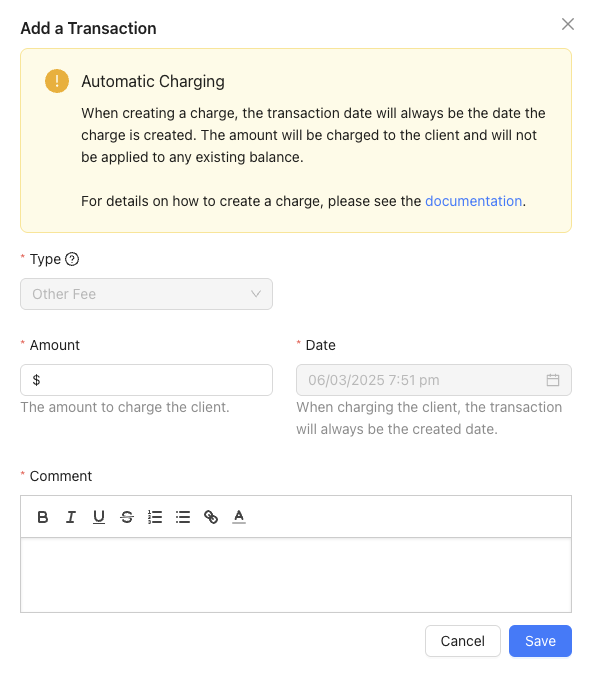 Add a Transaction
Automatic Charging
When creating a charge, the transaction date will always be the date the
charge is created. The amount will be charged to the client and will not
be applied to any existing balance.
For details on how to create a charge, please see the documentation.
* Type
Other Fee
* Amount
$
The amount to charge the client.
* Date
06/03/2025 7:51 pm
When charging the client, the transaction
will always be the created date.
* Comment
B I U S A
Cancel Save